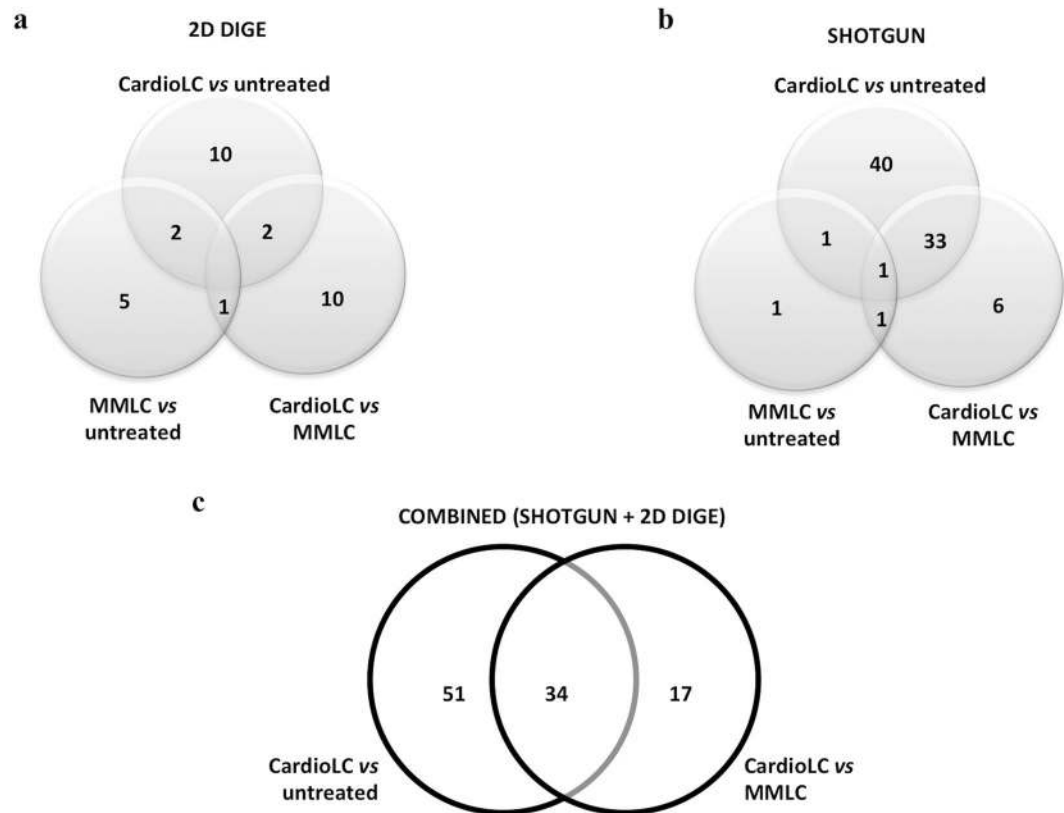 a
2D DIGE
CardioLC vs untreated
10
2
2
5
1
10
MMLC vs
untreated
CardioLC vs
MMLC
b
SHOTGUN
CardioLC vs untreated
40
1
33
1
1
1
6
MMLC vs
untreated
CardioLC vs
MMLC
c
COMBINED (SHOTGUN + 2D DIGE)
51
34
17
CardioLC vs
untreated
CardioLC vs
MMLC